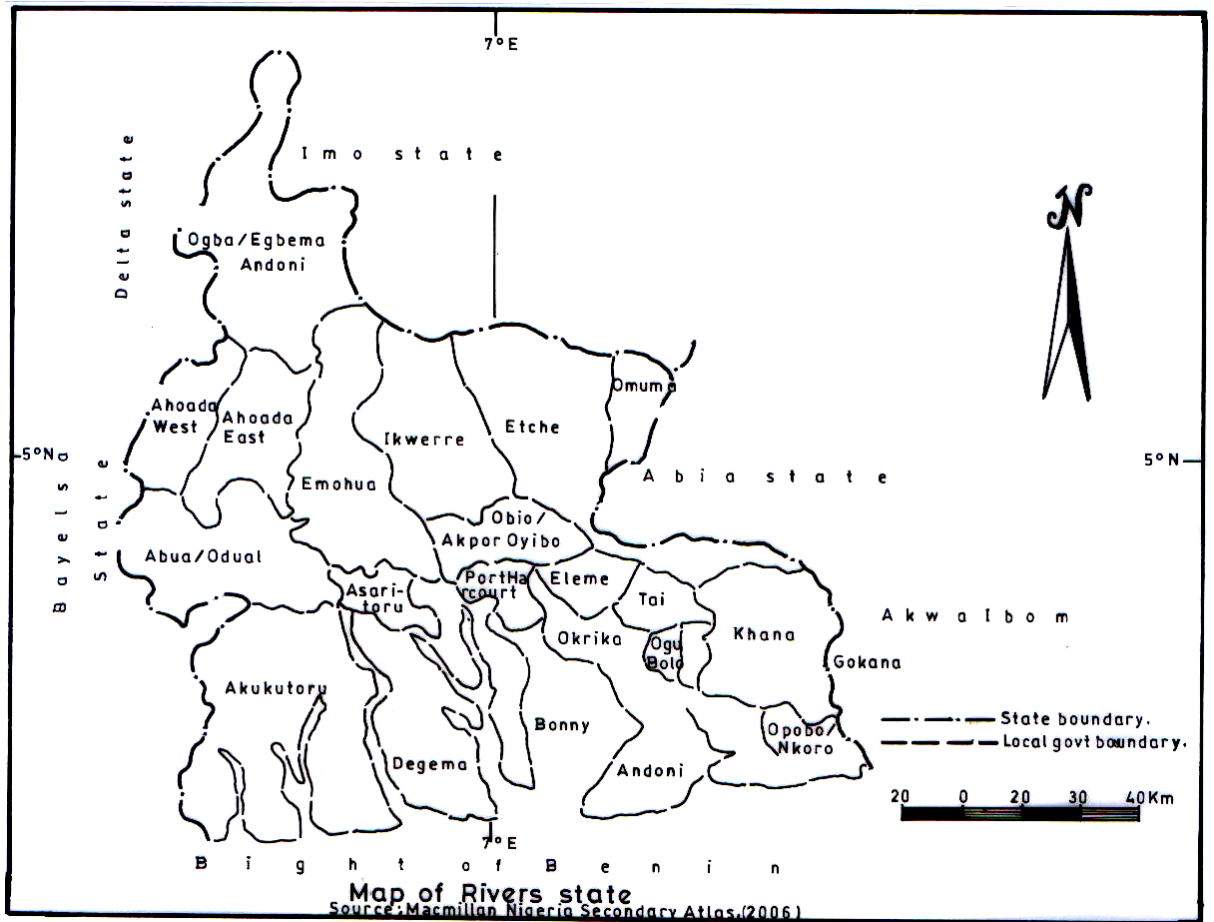 7°E
Imo state
Delta state
N
Ogba/Egbema
Andoni
Omuma
Ahoada
West
Ahoada
East
Ikwerre
Etche
5°N
5°N
Bayelsa
State
Abia state
Emohua
Obio/
Akpor Oyibo
Abua/Odual
Asari-
toru
PortHa
rcourt
Eleme
Tai
Akwa Ibom
Okrika
Ogu
Bolo
Khana
Gokana
Akukutoru
Bonny
Opobo/
Nkoro
State boundary.
Local govt boundary.
Degema
Andoni
20 0 20 30 40Km
7°E
Bight of Benin
Map of Rivers state
Source:Macmillan Nigeria Secondary Atlas,(2006)